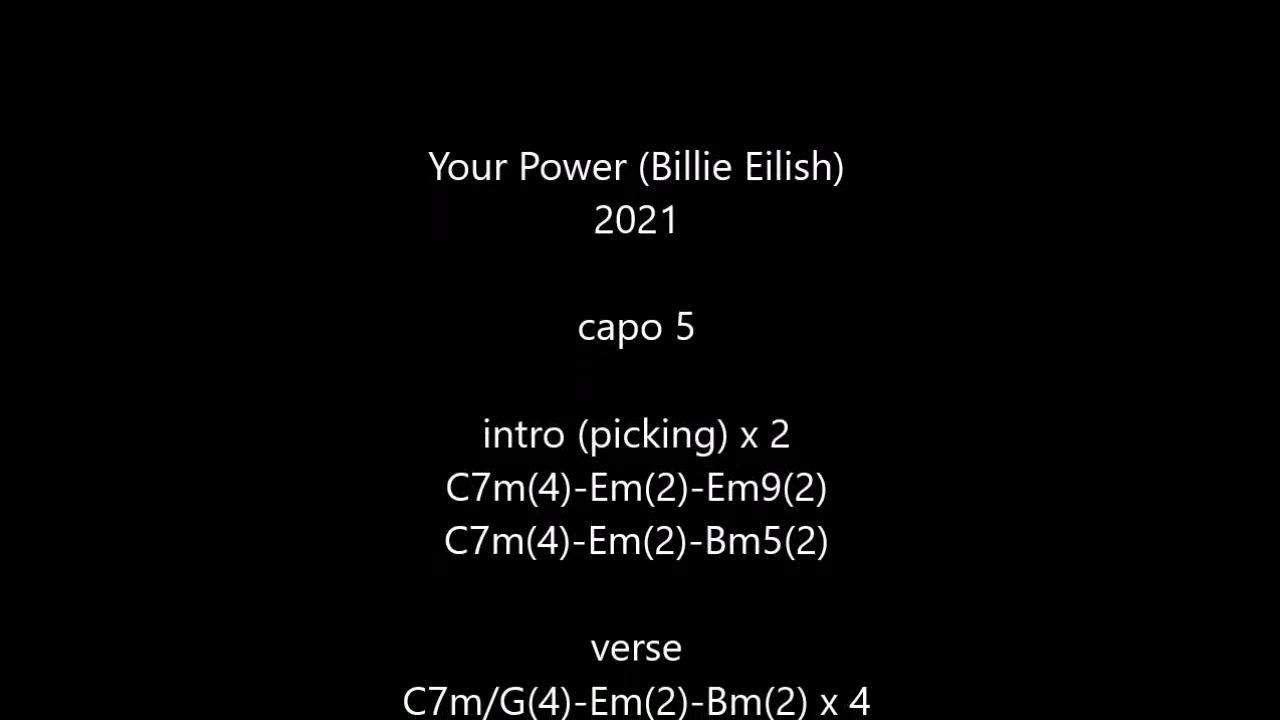 Your Power (Billie Eilish)
2021
capo 5
intro (picking) x 2
C7m(4)-Em(2)-Em9(2)
C7m(4)-Em(2)-Bm5(2)
verse
C7m/G(4)-Em(2)-Bm(2) x 4